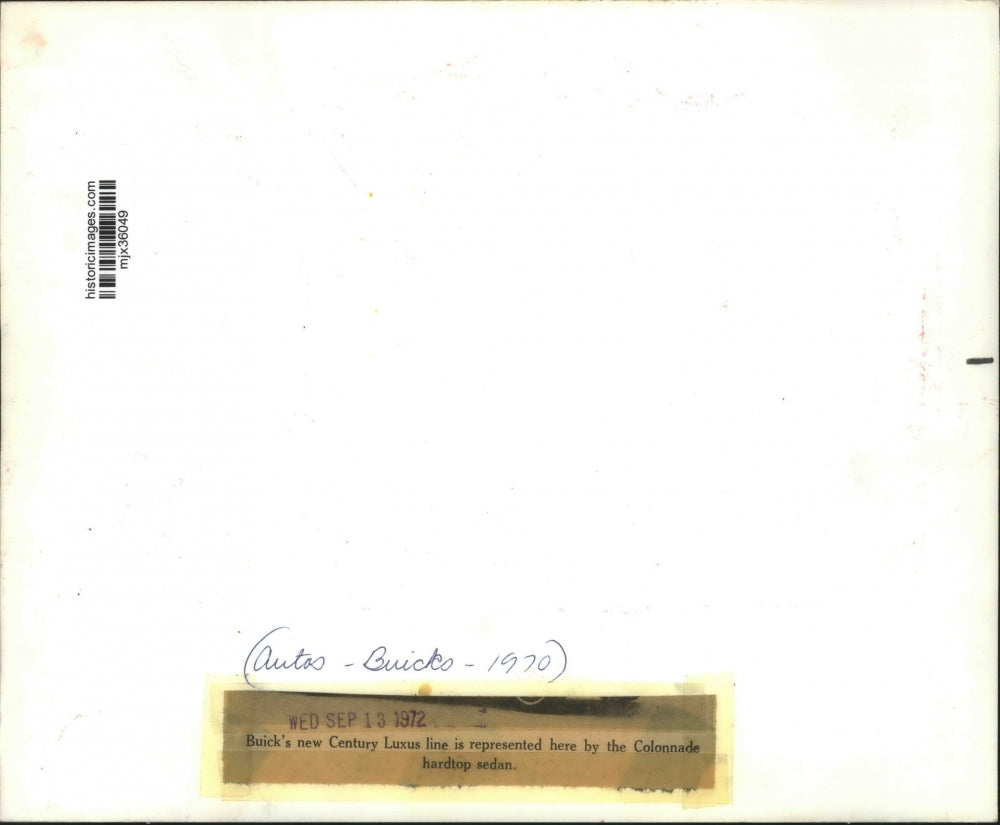 historicimages.com
mjx36049
(Autos - Buicks - 1970)
WED SEP 13 1972
Buick's new Century Luxus line is represented here by the Colonnade
hardtop sedan.